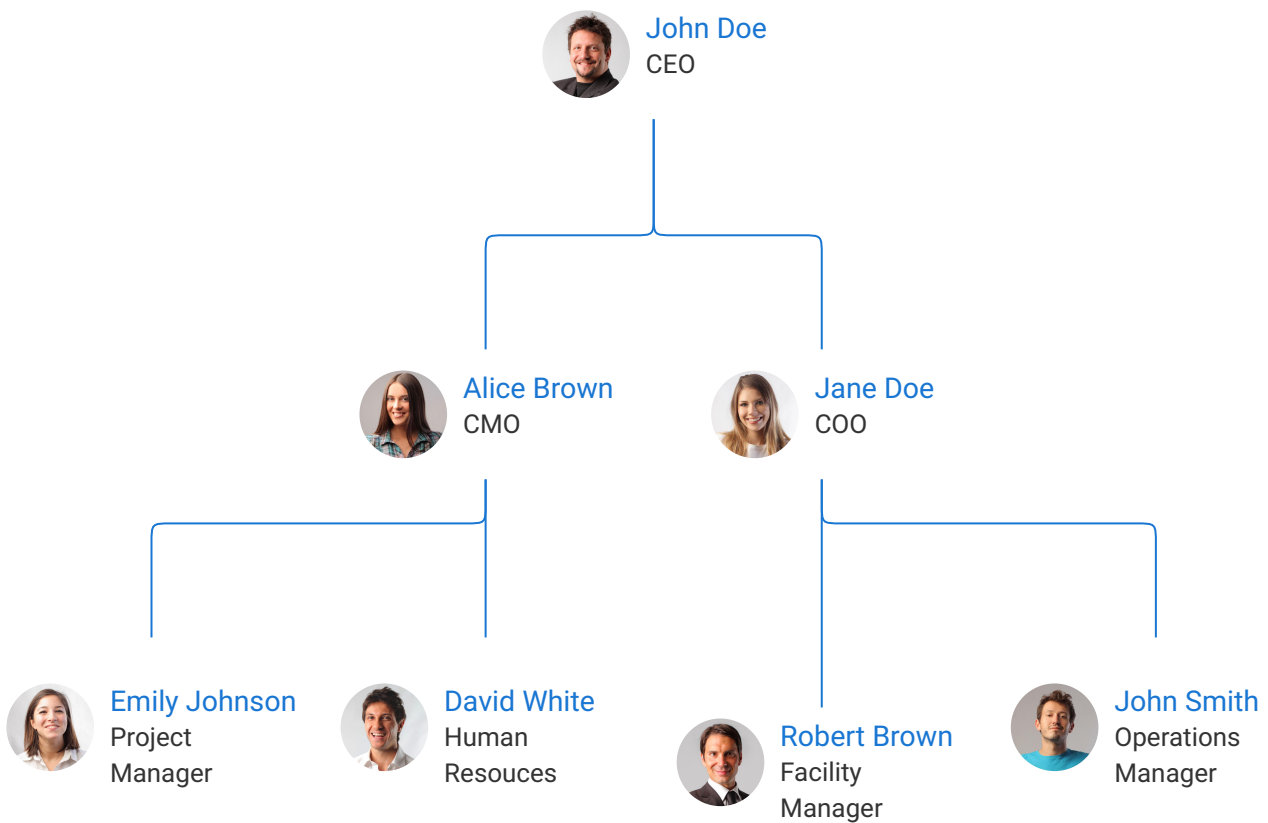 John Doe
CEO
Alice Brown
CMO
Jane Doe
COO
Emily Johnson
Project
Manager
David White
Human
Resouces
Robert Brown
Facility
Manager
John Smith
Operations
Manager